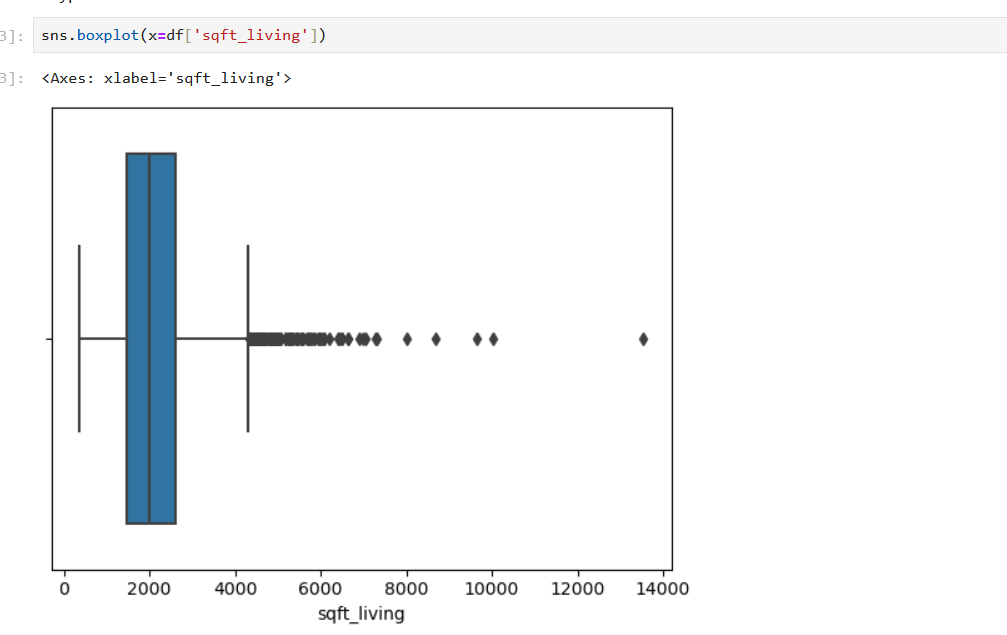 3]: sns.boxplot(x=df['sqft_living'])
3]: <Axes: xlabel='sqft_living'>
0 2000 4000 6000 8000 10000 12000 14000
sqft_living